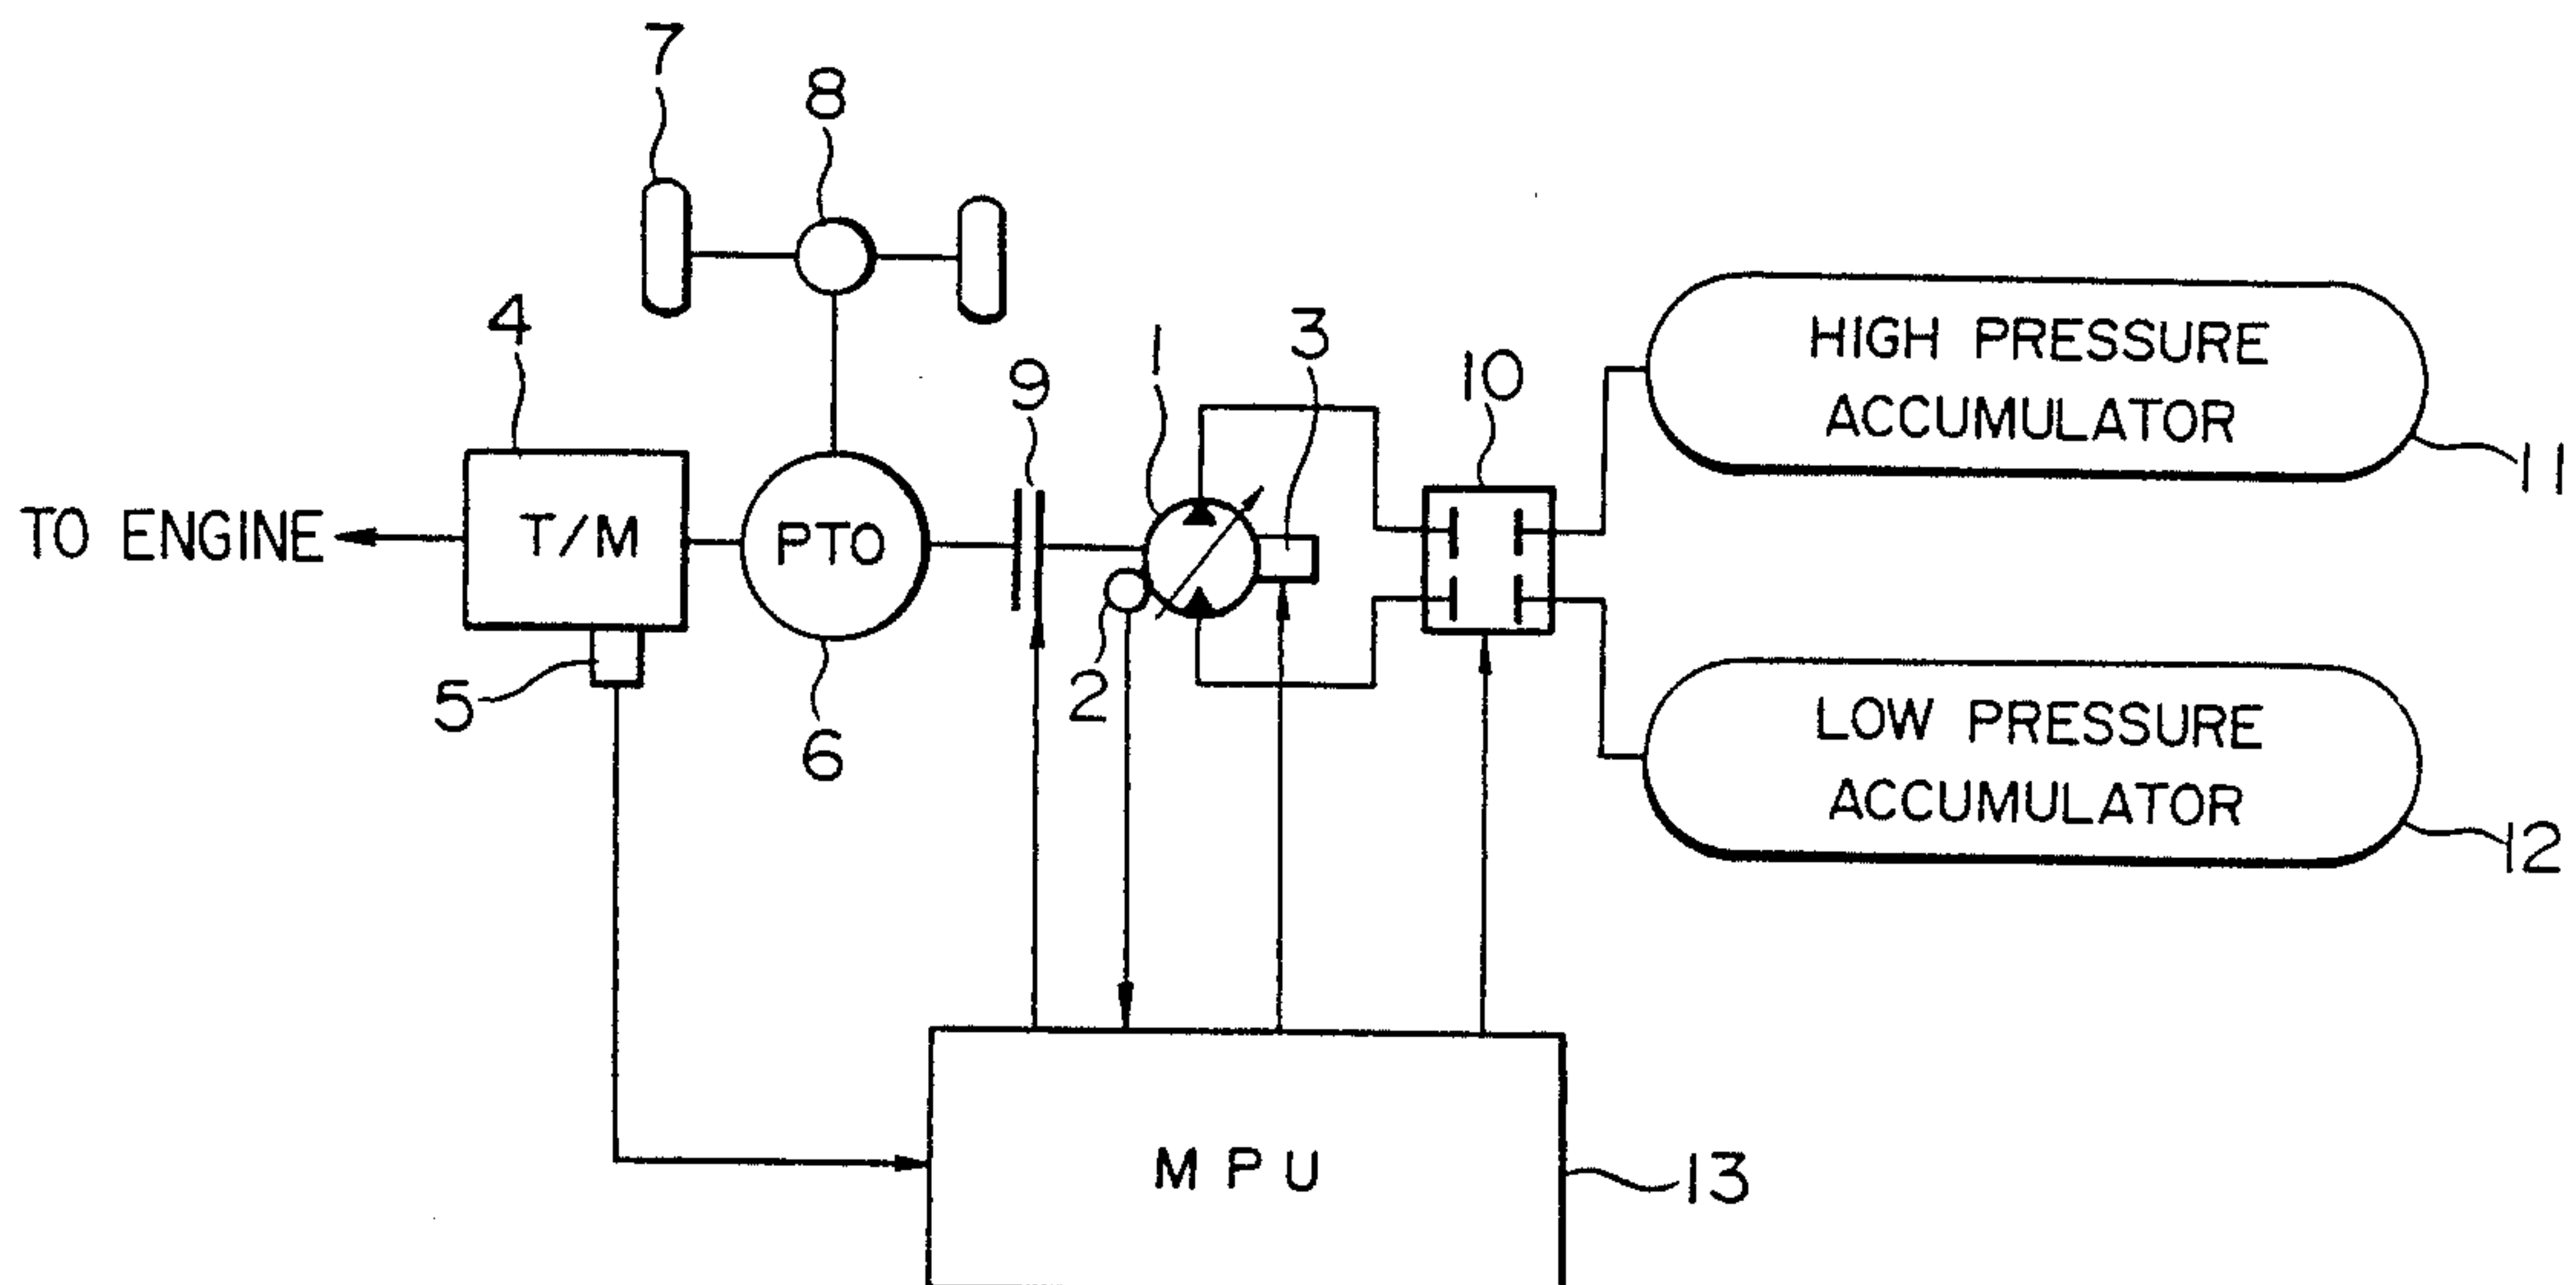 7
8
4
9
1
3
10
HIGH PRESSURE
ACCUMULATOR
11
TO ENGINE
T/M
PTO
5
6
2
LOW PRESSURE
ACCUMULATOR
12
MPU
13